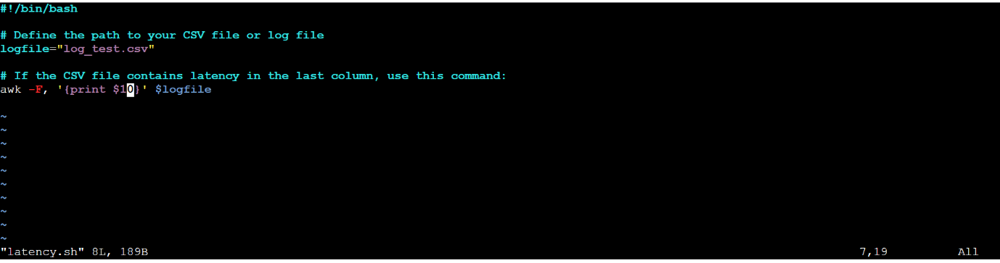 #!/bin/bash
# Define the path to your CSV file or log file
logfile="log_test.csv"
# If the CSV file contains latency in the last column, use this command:
awk -F, '{print $10}' $logfile
~
~
~
~
~
~
~
~
~
~
"latency.sh" 8L, 189B 7,19 All